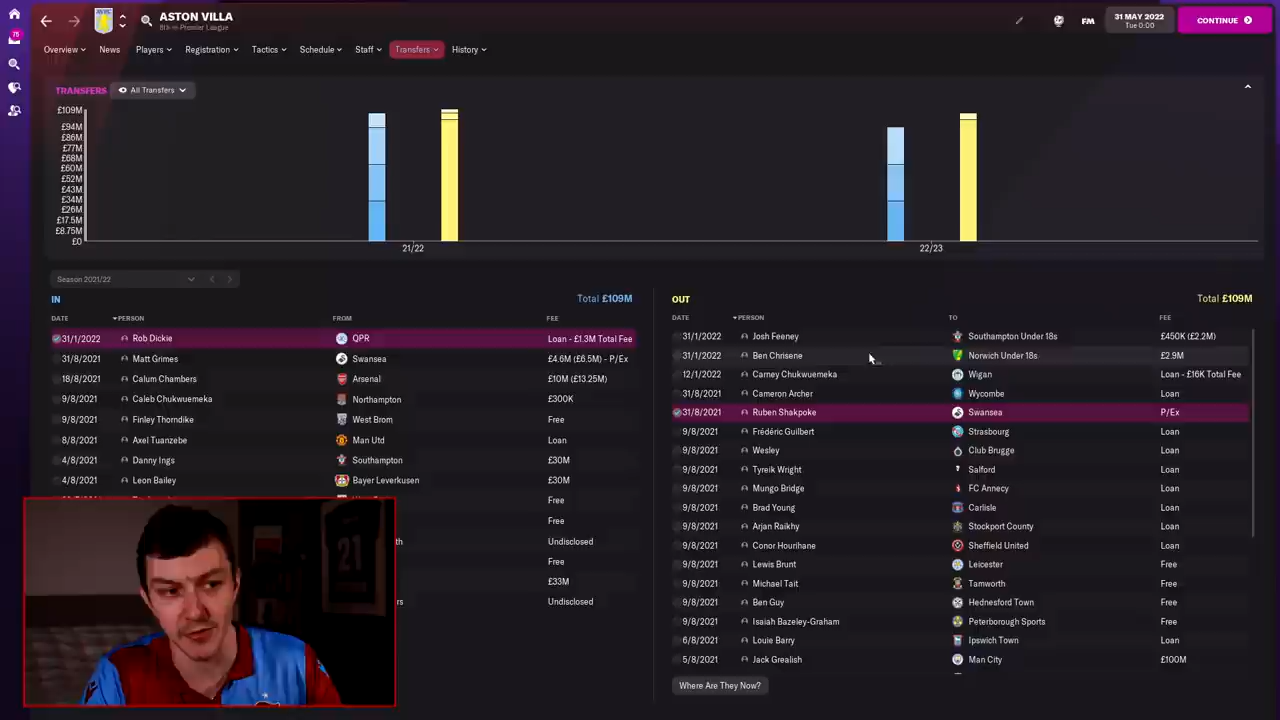 ASTON VILLA
Premier League
31 MAY 2022
Tue 0:00
FM
CONTINUE
75
Overview
News
Players
Registration
Tactics
Schedule
Staff
Transfers
History
TRANSFERS
All Transfers
£109M
£94M
£86M
£77M
£68M
£60M
£52M
£43M
£34M
£26M
£17.5M
£8.75M
£0
21/22
22/23
Season 2021/22
IN
Total £109M
DATE PERSON FROM FEE
31/1/2022 Rob Dickie QPR Loan - £1.3M Total Fee
31/8/2021 Matt Grimes Swansea £4.6M (£6.5M) - P/Ex
18/8/2021 Calum Chambers Arsenal £10M (£13.25M)
9/8/2021 Caleb Chukwuemeka Northampton £300K
9/8/2021 Finley Thorndike West Brom Free
8/8/2021 Axel Tuanzebe Man Utd Loan
4/8/2021 Danny Ings Southampton £30M
4/8/2021 Leon Bailey Bayer Leverkusen £30M
Free
Free
th Undisclosed
Free
£33M
rs Undisclosed
21
OUT
Total £109M
DATE PERSON TO FEE
31/1/2022 Josh Feeney Southampton Under 18s £450K (£2.2M)
31/1/2022 Ben Chrisene Norwich Under 18s £2.9M
12/1/2022 Carney Chukwuemeka Wigan Loan - £16K Total Fee
31/8/2021 Cameron Archer Wycombe Loan
31/8/2021 Ruben Shakpoke Swansea P/Ex
9/8/2021 Frédéric Guilbert Strasbourg Loan
9/8/2021 Wesley Club Brugge Loan
9/8/2021 Tyreik Wright Salford Loan
9/8/2021 Mungo Bridge FC Annecy Loan
9/8/2021 Brad Young Carlisle Loan
9/8/2021 Arjan Raikhy Stockport County Loan
9/8/2021 Conor Hourihane Sheffield United Loan
9/8/2021 Lewis Brunt Leicester Free
9/8/2021 Michael Tait Tamworth Free
9/8/2021 Ben Guy Hednesford Town Free
9/8/2021 Isaiah Bazeley-Graham Peterborough Sports Free
6/8/2021 Louie Barry Ipswich Town Loan
5/8/2021 Jack Grealish Man City £100M
Where Are They Now?